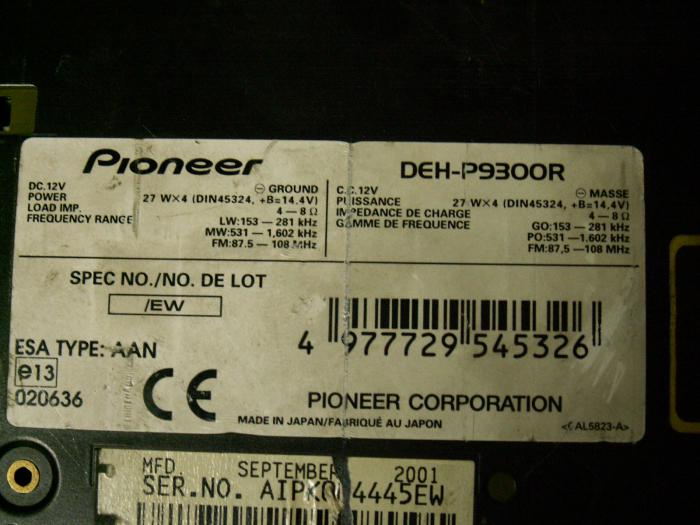 Pioneer DEH-P9300R
DC.12V ⊖ GROUND
POWER 27 W×4 (DIN45324, +B=14,4V)
LOAD IMP. 4—8 Ω
FREQUENCY RANGE LW:153—281 kHz
MW:531—1,602 kHz
FM:87.5—108 MHz
C.C.12V ⊖ MASSE
PUISSANCE 27 W×4 (DIN45324, +B=14,4V)
IMPEDANCE DE CHARGE 4—8 Ω
GAMME DE FREQUENCE GO:153—281 kHz
PO:531—1,602 kHz
FM:87,5—108 MHz
SPEC NO./NO. DE LOT
/EW
ESA TYPE: AAN
e13
020636
CE
4 977729 545326
PIONEER CORPORATION
MADE IN JAPAN/FABRIQUÉ AU JAPON
< AL5823-A>
MFD. SEPTEMBER 2001
SER.NO. 4445EW